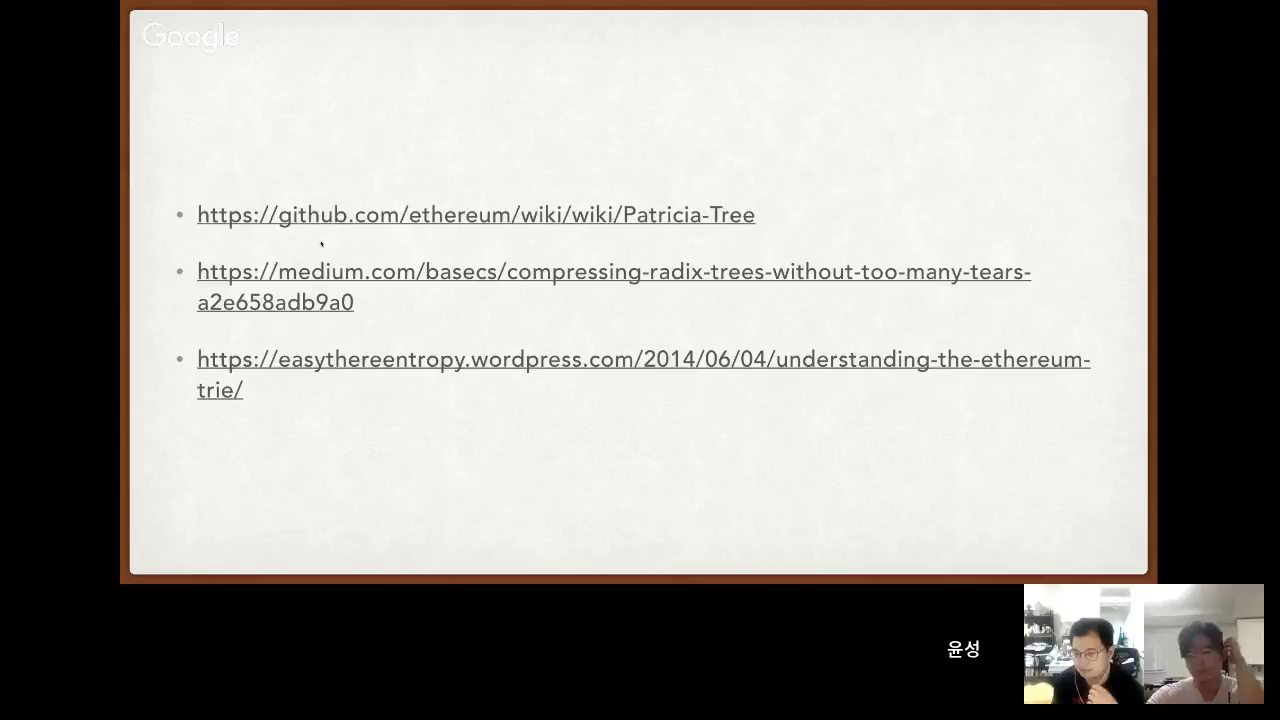 Google
https://github.com/ethereum/wiki/wiki/Patricia-Tree
https://medium.com/basecs/compressing-radix-trees-without-too-many-tears-
a2e658adb9a0
https://easythereentropy.wordpress.com/2014/06/04/understanding-the-ethereum-
trie/
윤성